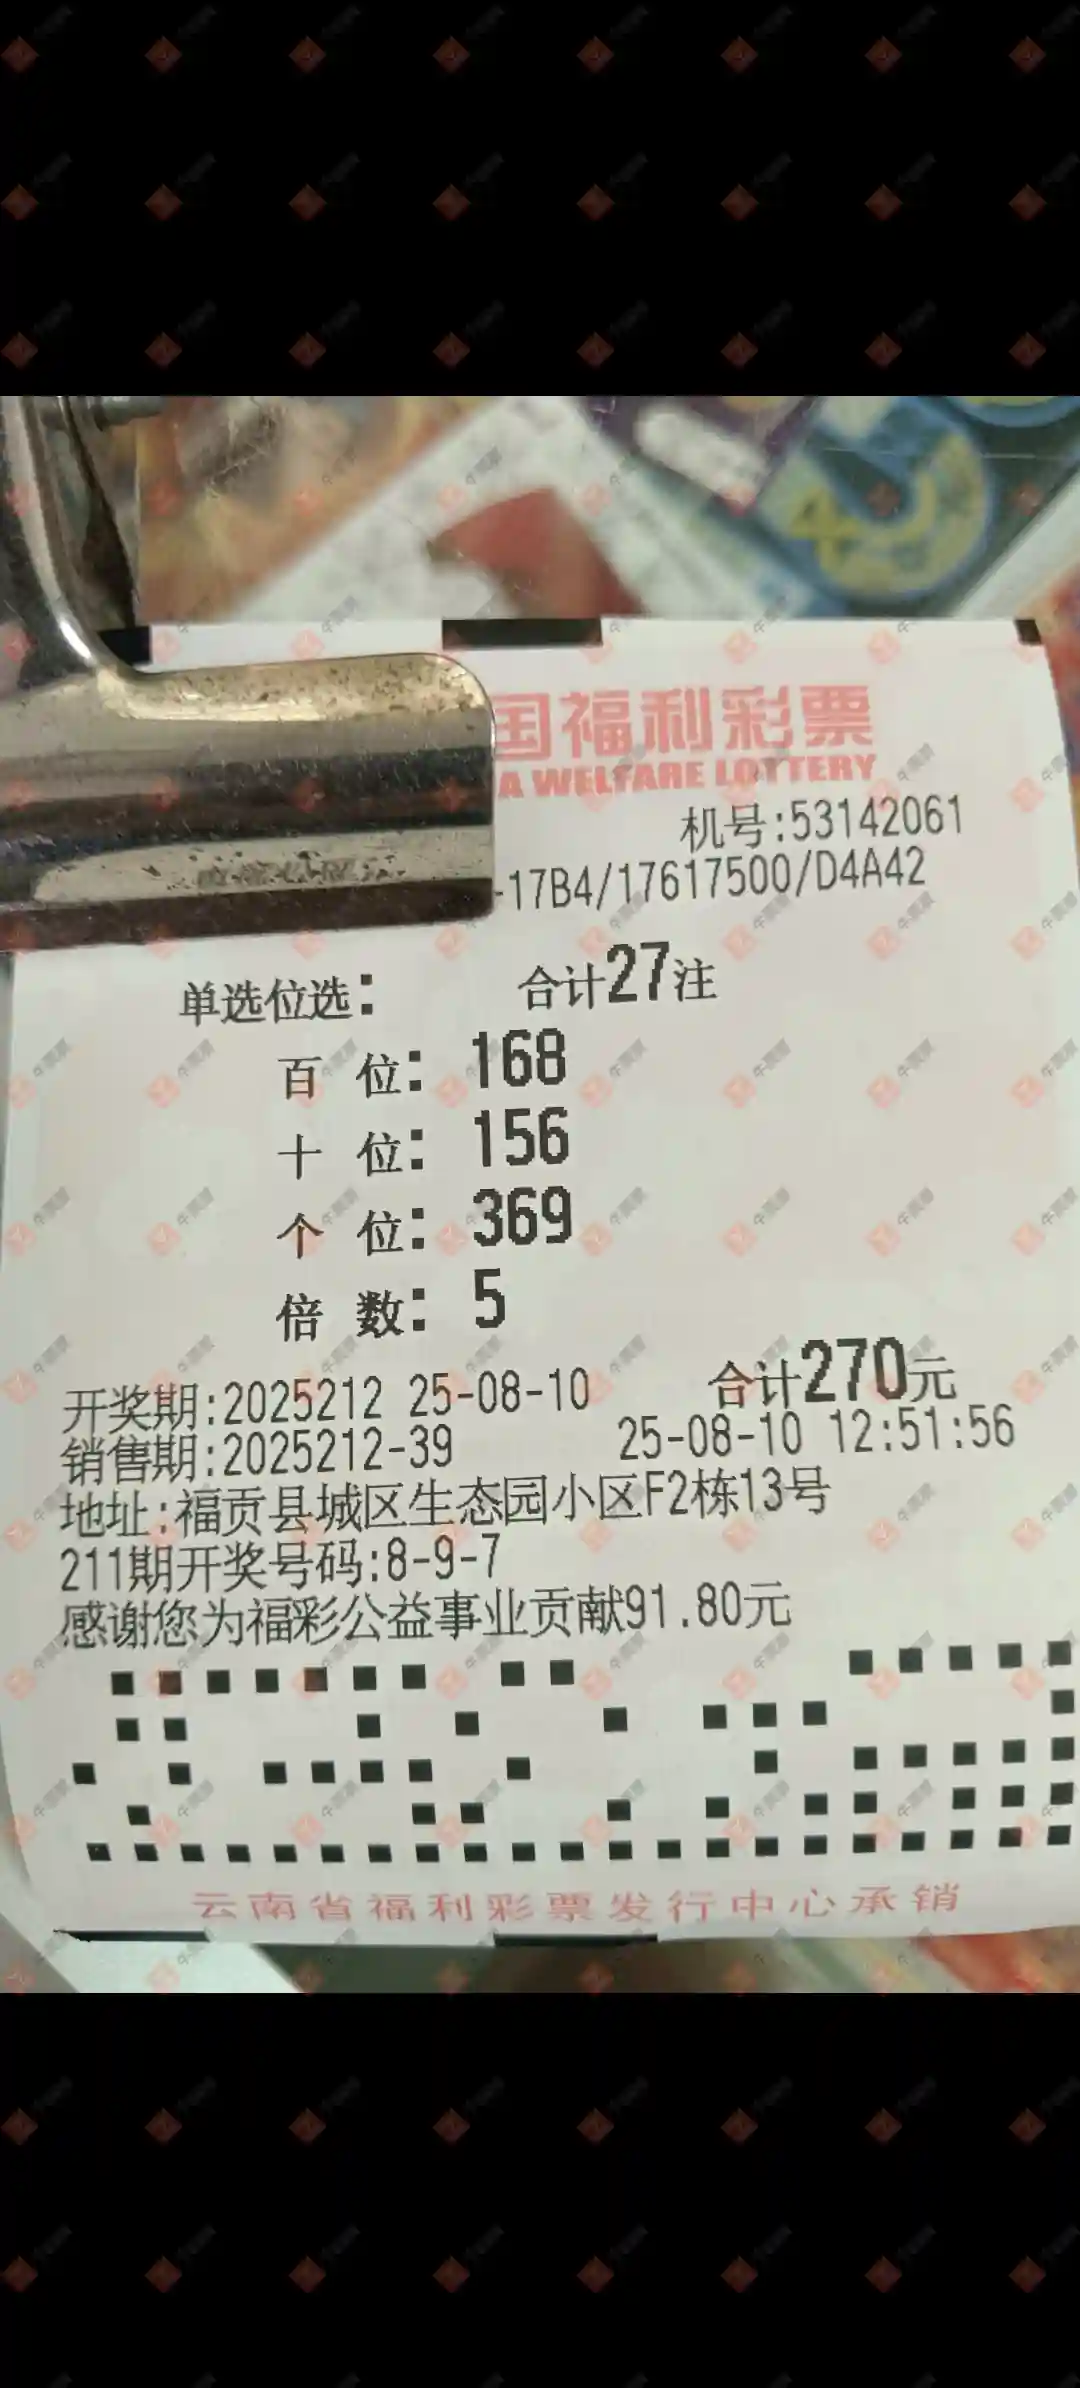 国福利彩票
A WELFARE LOTTERY
机号:53142061
-17B4/17617500/D4A42
单选位选: 合计27注
百 位: 168
十 位: 156
个 位: 369
倍 数: 5
合计270元
开奖期:2025212 25-08-10
销售期:2025212-39 25-08-10 12:51:56
地址:福贡县城区生态园小区F2栋13号
211期开奖号码:8-9-7
感谢您为福彩公益事业贡献91.80元
云南省福利彩票发行中心承销